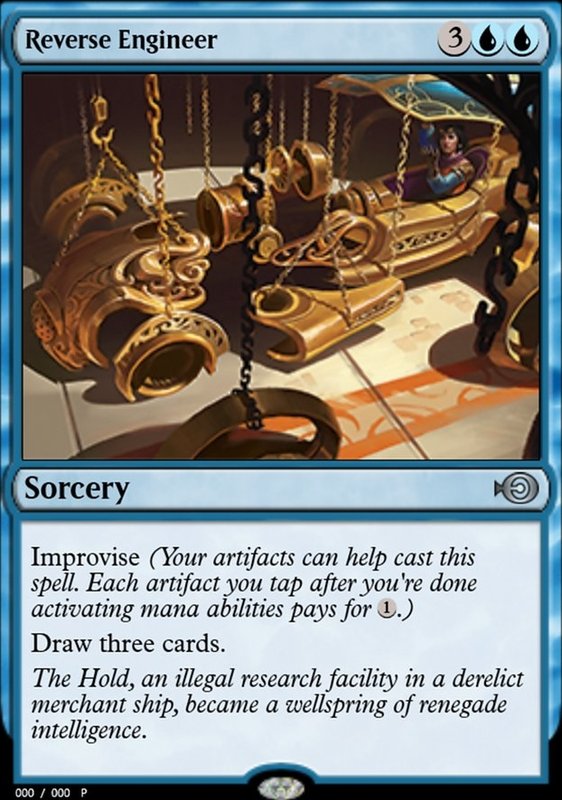 Reverse Engineer 3
Sorcery
Improvise (Your artifacts can help cast this
spell. Each artifact you tap after you're done
activating mana abilities pays for 1.)
Draw three cards.
The Hold, an illegal research facility in a derelict
merchant ship, became a wellspring of renegade
intelligence.
000 / 000 P